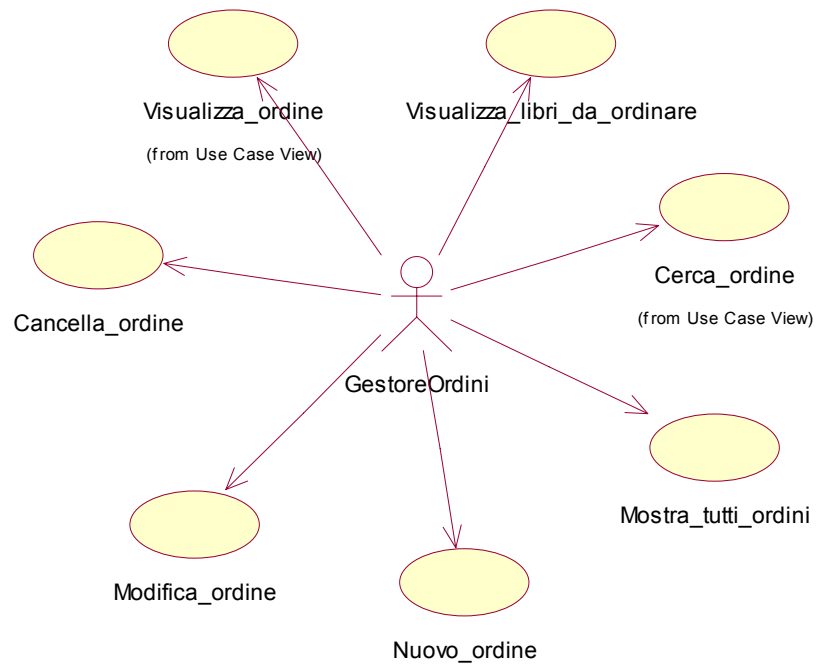 Visualizza_ordine
(from Use Case View)
Visualizza_libri_da_ordinare
Cerca_ordine
(from Use Case View)
Cancella_ordine
GestoreOrdini
Mostra_tutti_ordini
Modifica_ordine
Nuovo_ordine